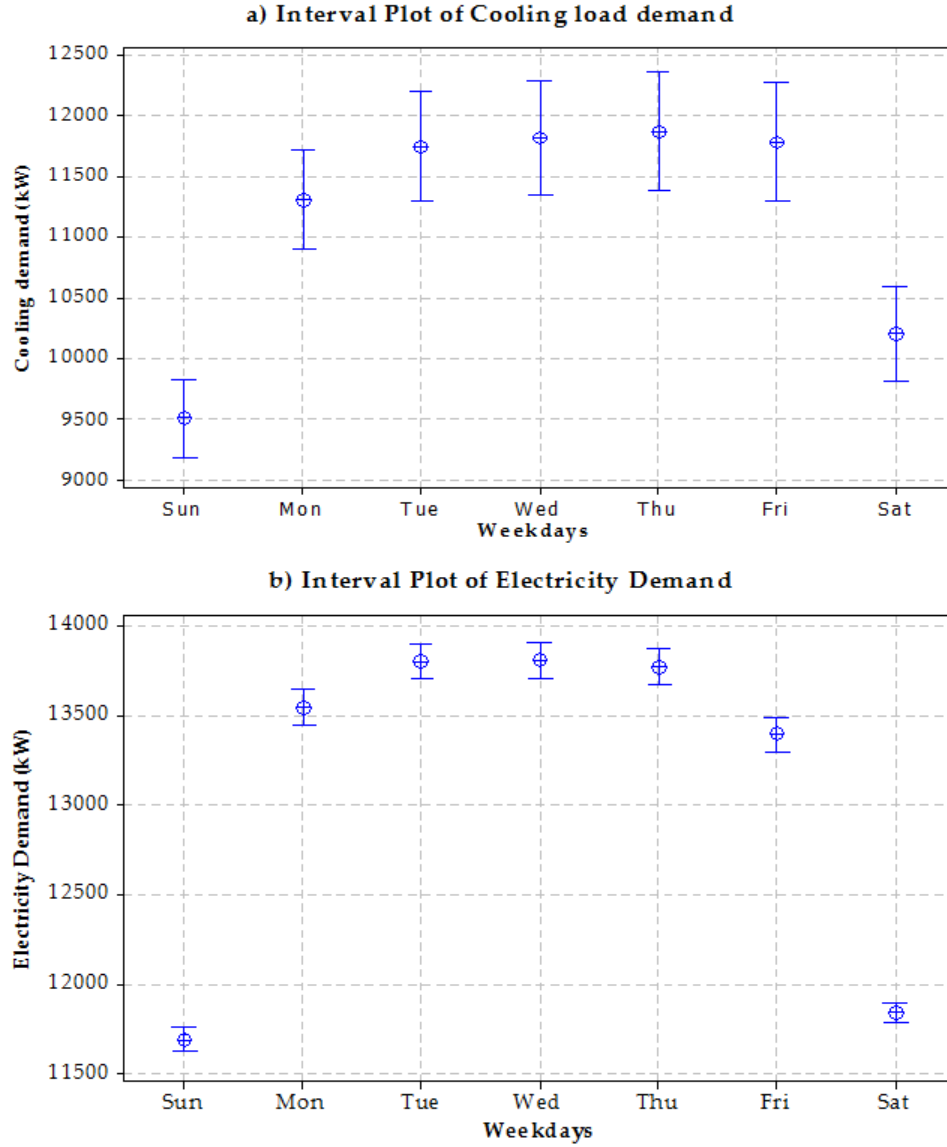 a) Interval Plot of Cooling load demand
12500
12000
11500
11000
10500
10000
9500
9000
Cooling demand (kW)
Sun Mon Tue Wed Thu Fri Sat
Weekdays
b) Interval Plot of Electricity Demand
14000
13500
13000
12500
12000
11500
Electricity Demand (kW)
Sun Mon Tue Wed Thu Fri Sat
Weekdays